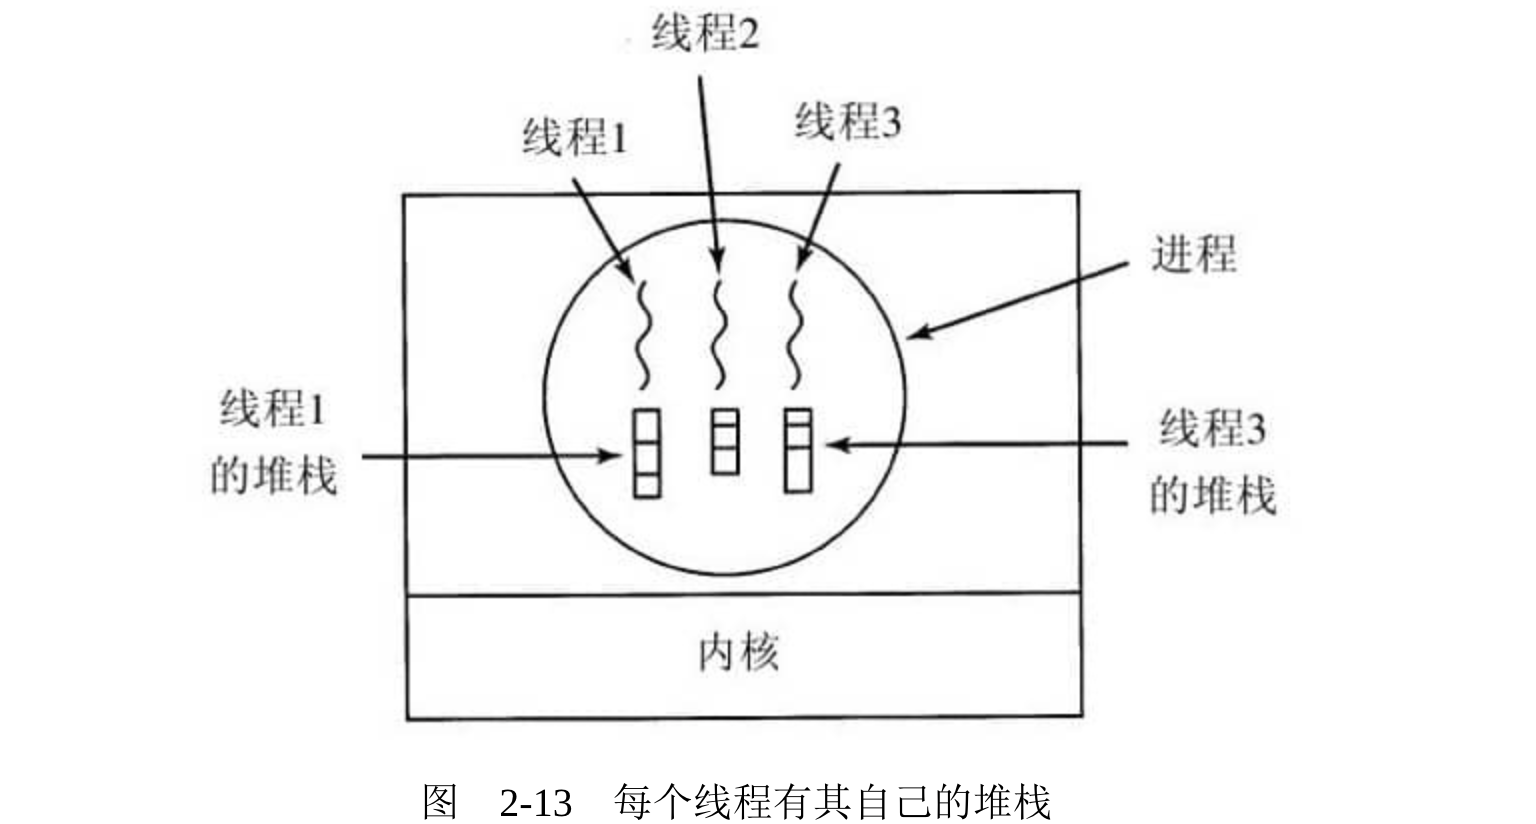 线程2
线程1
线程3
进程
线程1
的堆栈
线程3
的堆栈
内核
图 2-13 每个线程有其自己的堆栈